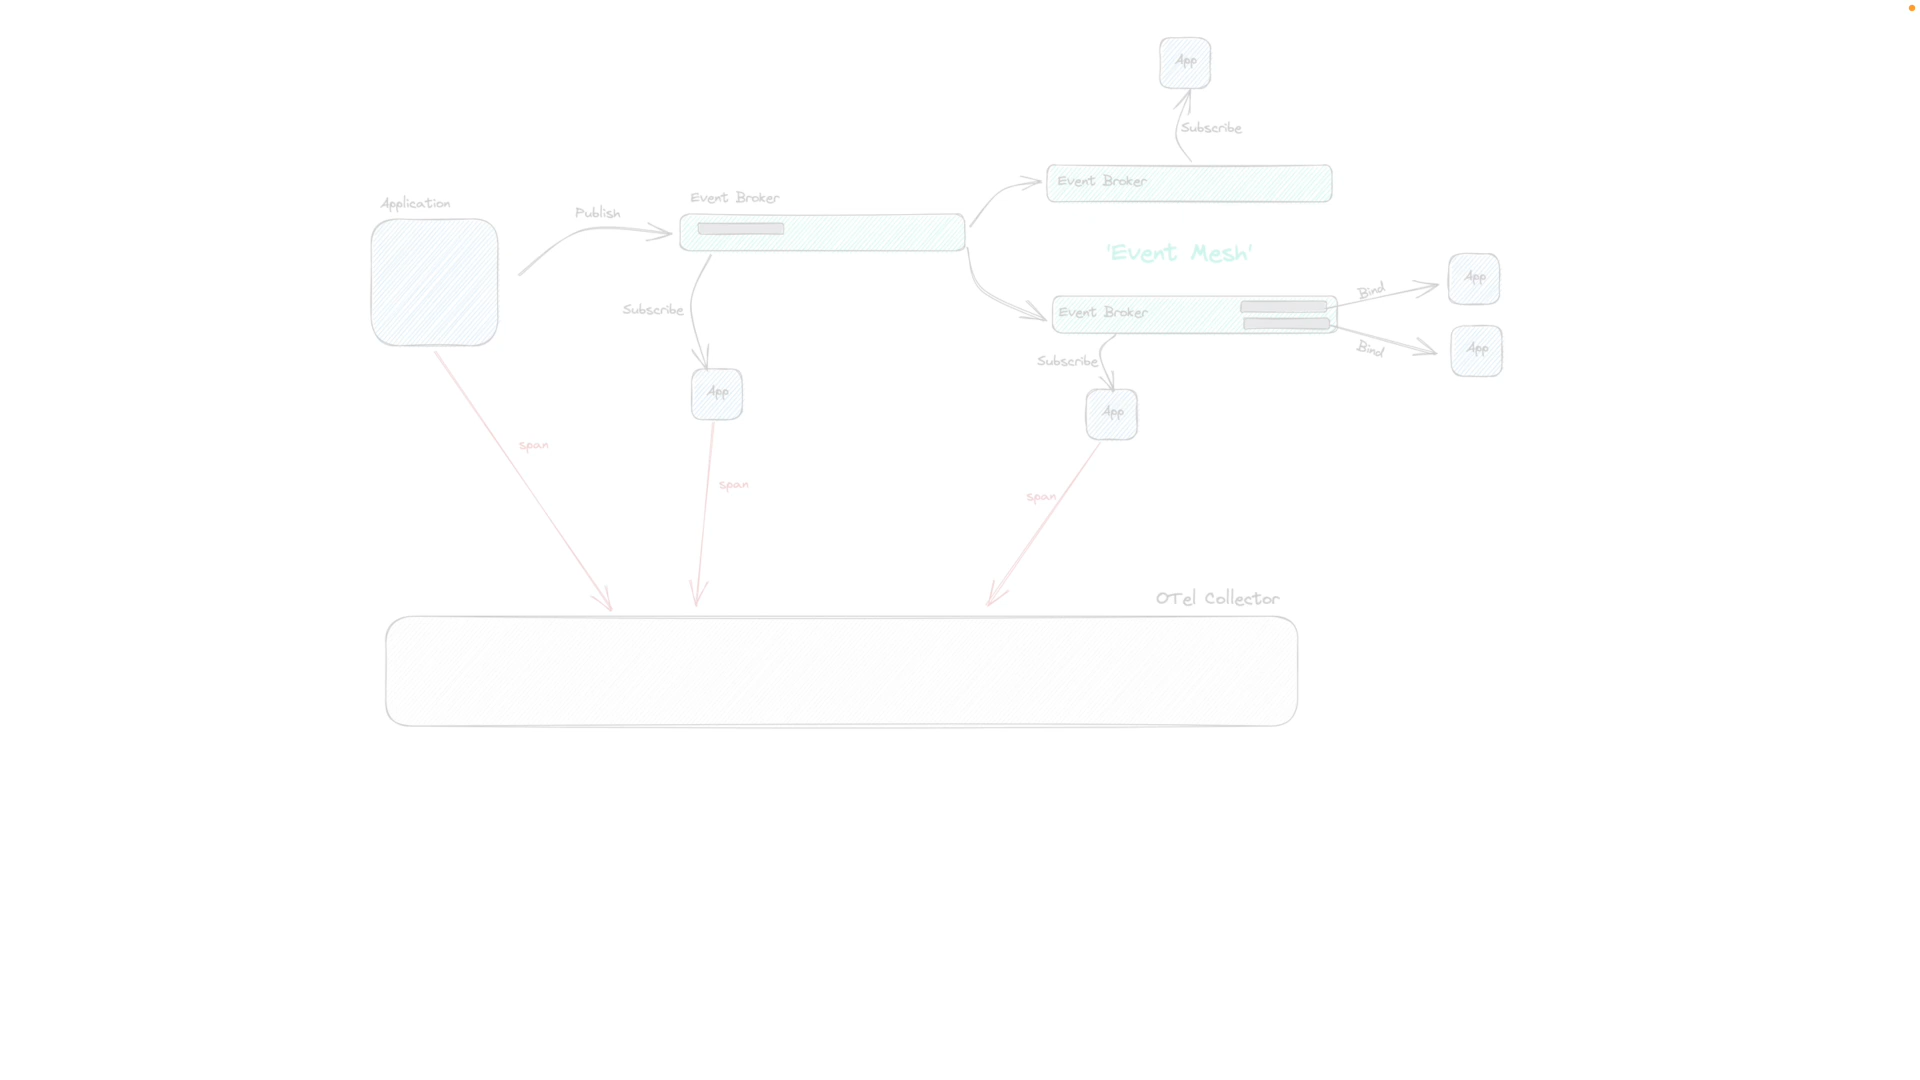 App
Subscribe
Event Broker
Application
Event Broker
Publish
'Event Mesh'
App
Bind
Subscribe
Event Broker
Bind
App
Subscribe
App
App
span
span
span
OTel Collector